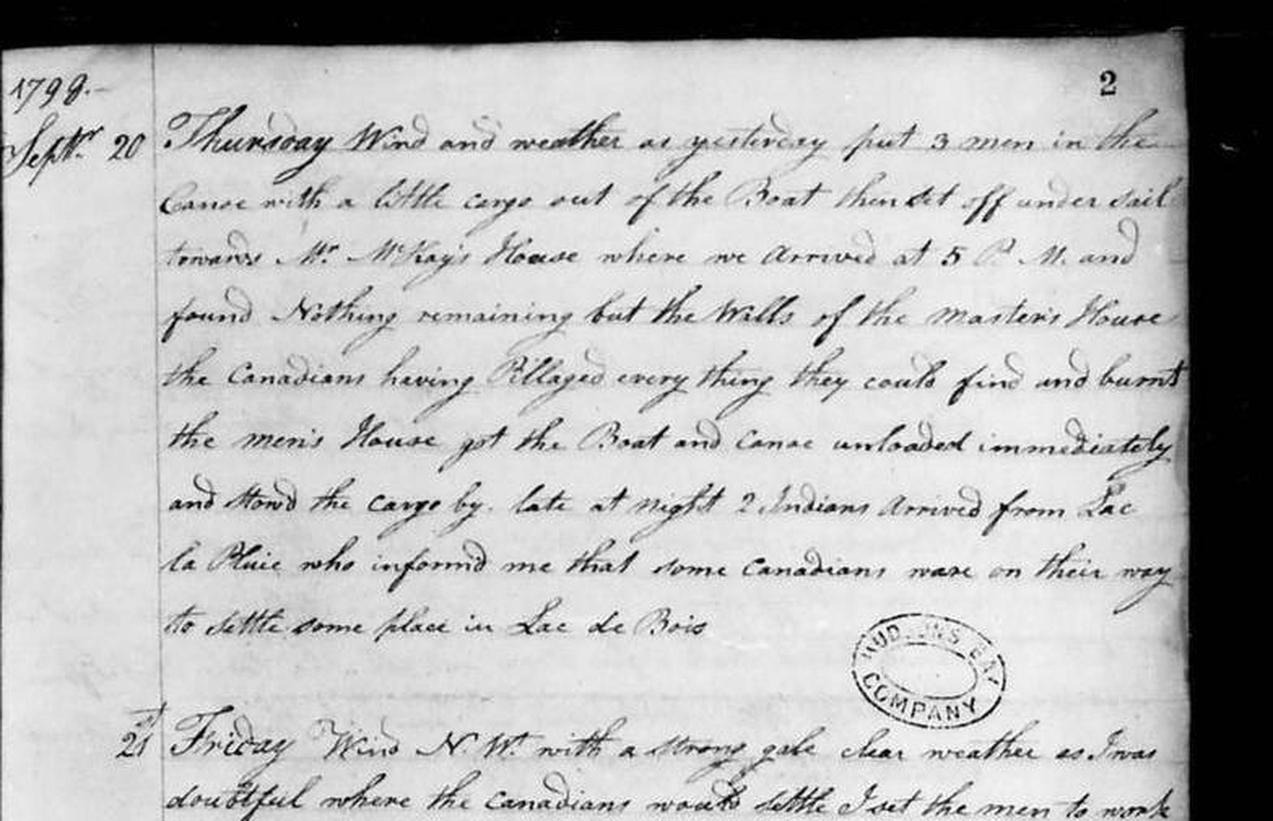 2
1798.
Septr. 20 Thursday Wind and weather as yesterday put 3 men in the
Canoe with a little cargo out of the Boat then set off under sail
towards Mr. McKay's House where we Arrived at 5 P. M. and
found Nothing remaining but the Walls of the Master's House
the Canadians having Pillaged every thing they could find and burnt
the men's House got the Boat and Canoe unloaded immediately
and stow'd the cargo by. late at Night 2 Indians Arrived from Lac
la Pluie who inform'd me that some Canadians ware on their way
to settle some place in Lac de Bois
HUDSONS BAY
COMPANY
21st Friday Wind N. Wt. with a strong gale clear weather as I was
doubtful where the Canadians would settle I set the men to work